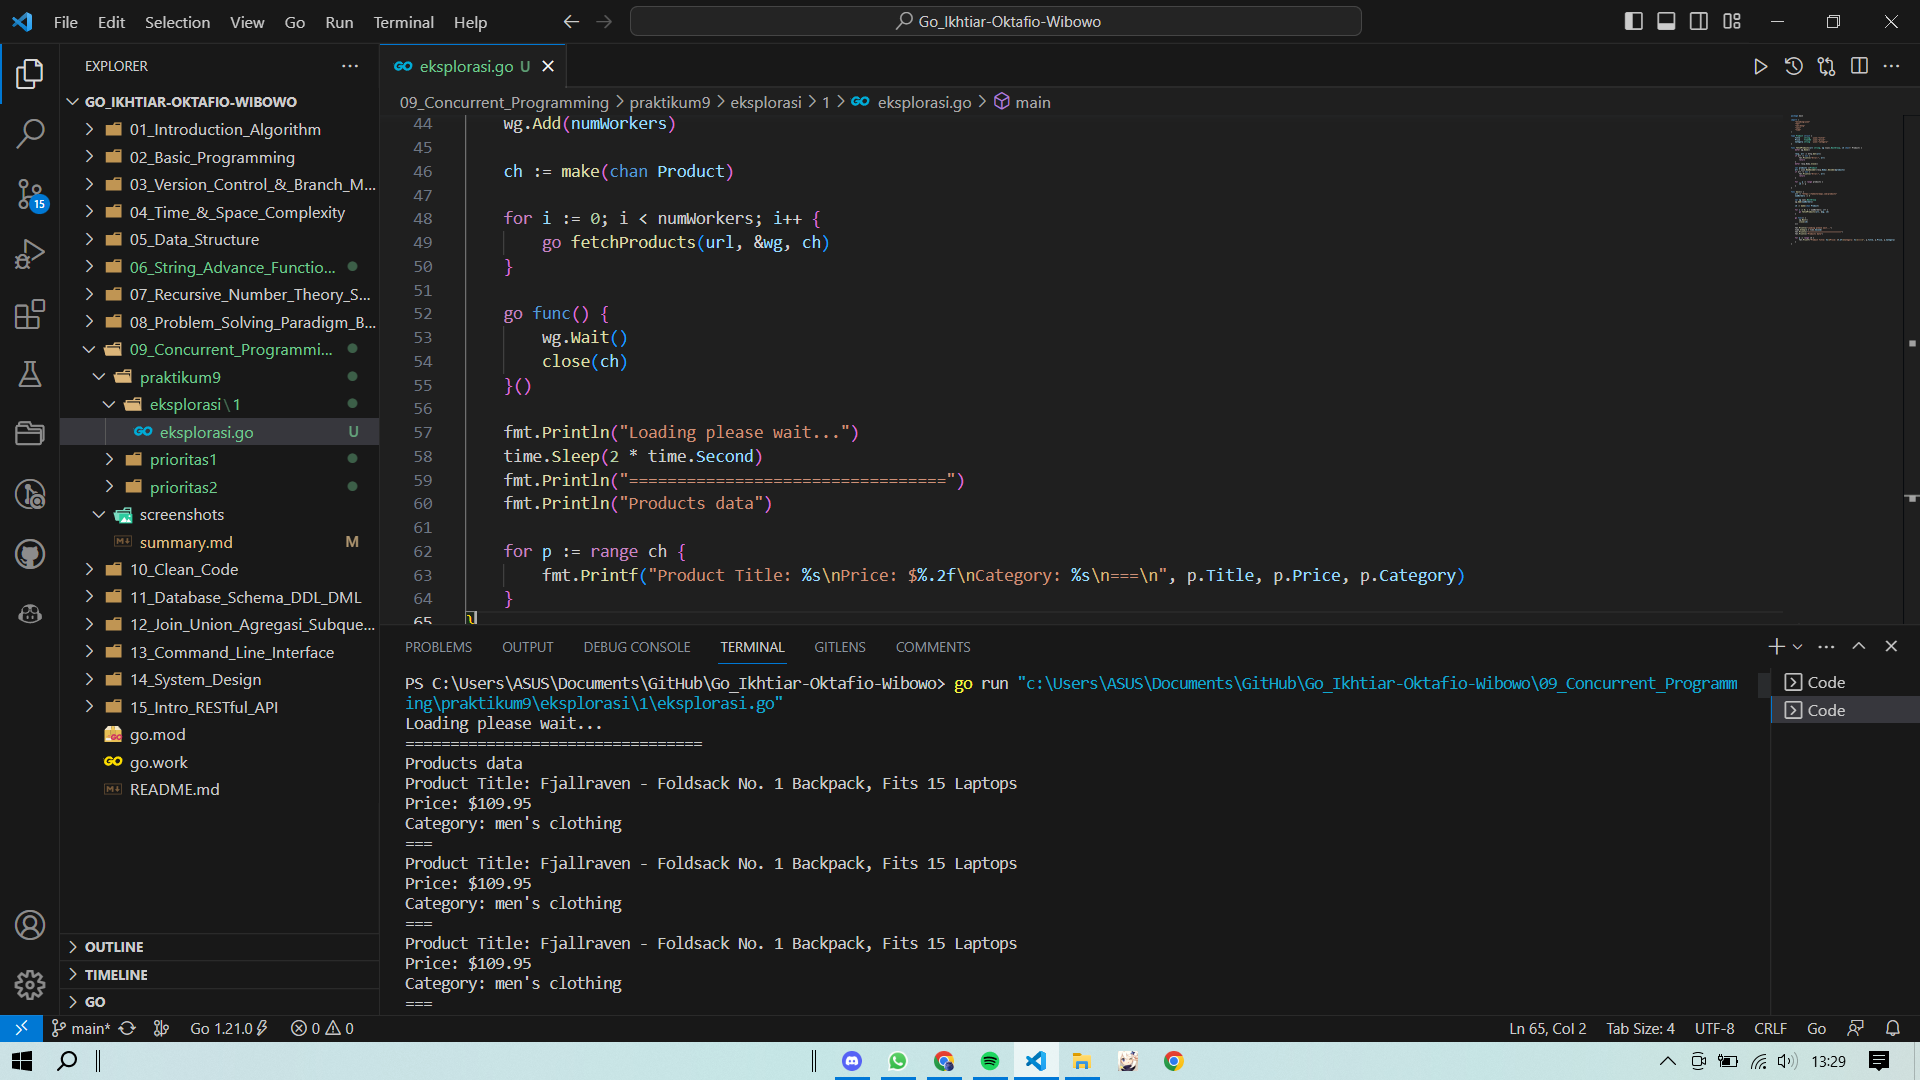 File Edit Selection View Go Run Terminal Help
Go_Ikhtiar-Oktafio-Wibowo
EXPLORER
GO_IKHTIAR-OKTAFIO-WIBOWO
01_Introduction_Algorithm
02_Basic_Programming
03_Version_Control_&_Branch_M...
04_Time_&_Space_Complexity
05_Data_Structure
06_String_Advance_Functio...
07_Recursive_Number_Theory_S...
08_Problem_Solving_Paradigm_B...
09_Concurrent_Programmi...
praktikum9
eksplorasi\1
eksplorasi.go U
prioritas1
prioritas2
screenshots
summary.md M
10_Clean_Code
11_Database_Schema_DDL_DML
12_Join_Union_Agregasi_Subque...
13_Command_Line_Interface
14_System_Design
15_Intro_RESTful_API
go.mod
go.work
README.md
OUTLINE
TIMELINE
GO
15
eksplorasi.go U
09_Concurrent_Programming > praktikum9 > eksplorasi > 1 > eksplorasi.go > main
44 wg.Add(numWorkers)
45
46 ch := make(chan Product)
47
48 for i := 0; i < numWorkers; i++ {
49 go fetchProducts(url, &wg, ch)
50 }
51
52 go func() {
53 wg.Wait()
54 close(ch)
55 }()
56
57 fmt.Println("Loading please wait...")
58 time.Sleep(2 * time.Second)
59 fmt.Println("=================================")
60 fmt.Println("Products data")
61
62 for p := range ch {
63 fmt.Printf("Product Title: %s\nPrice: $%.2f\nCategory: %s\n===\n", p.Title, p.Price, p.Category)
64 }
65 }
PROBLEMS OUTPUT DEBUG CONSOLE TERMINAL GITLENS COMMENTS
PS C:\Users\ASUS\Documents\GitHub\Go_Ikhtiar-Oktafio-Wibowo> go run "c:\Users\ASUS\Documents\GitHub\Go_Ikhtiar-Oktafio-Wibowo\09_Concurrent_Programm
ing\praktikum9\eksplorasi\1\eksplorasi.go"
Loading please wait...
=================================
Products data
Product Title: Fjallraven - Foldsack No. 1 Backpack, Fits 15 Laptops
Price: $109.95
Category: men's clothing
===
Product Title: Fjallraven - Foldsack No. 1 Backpack, Fits 15 Laptops
Price: $109.95
Category: men's clothing
===
Product Title: Fjallraven - Foldsack No. 1 Backpack, Fits 15 Laptops
Price: $109.95
Category: men's clothing
===
Code
Code
main* Go 1.21.0 0 0 Ln 65, Col 2 Tab Size: 4 UTF-8 CRLF Go
13:29